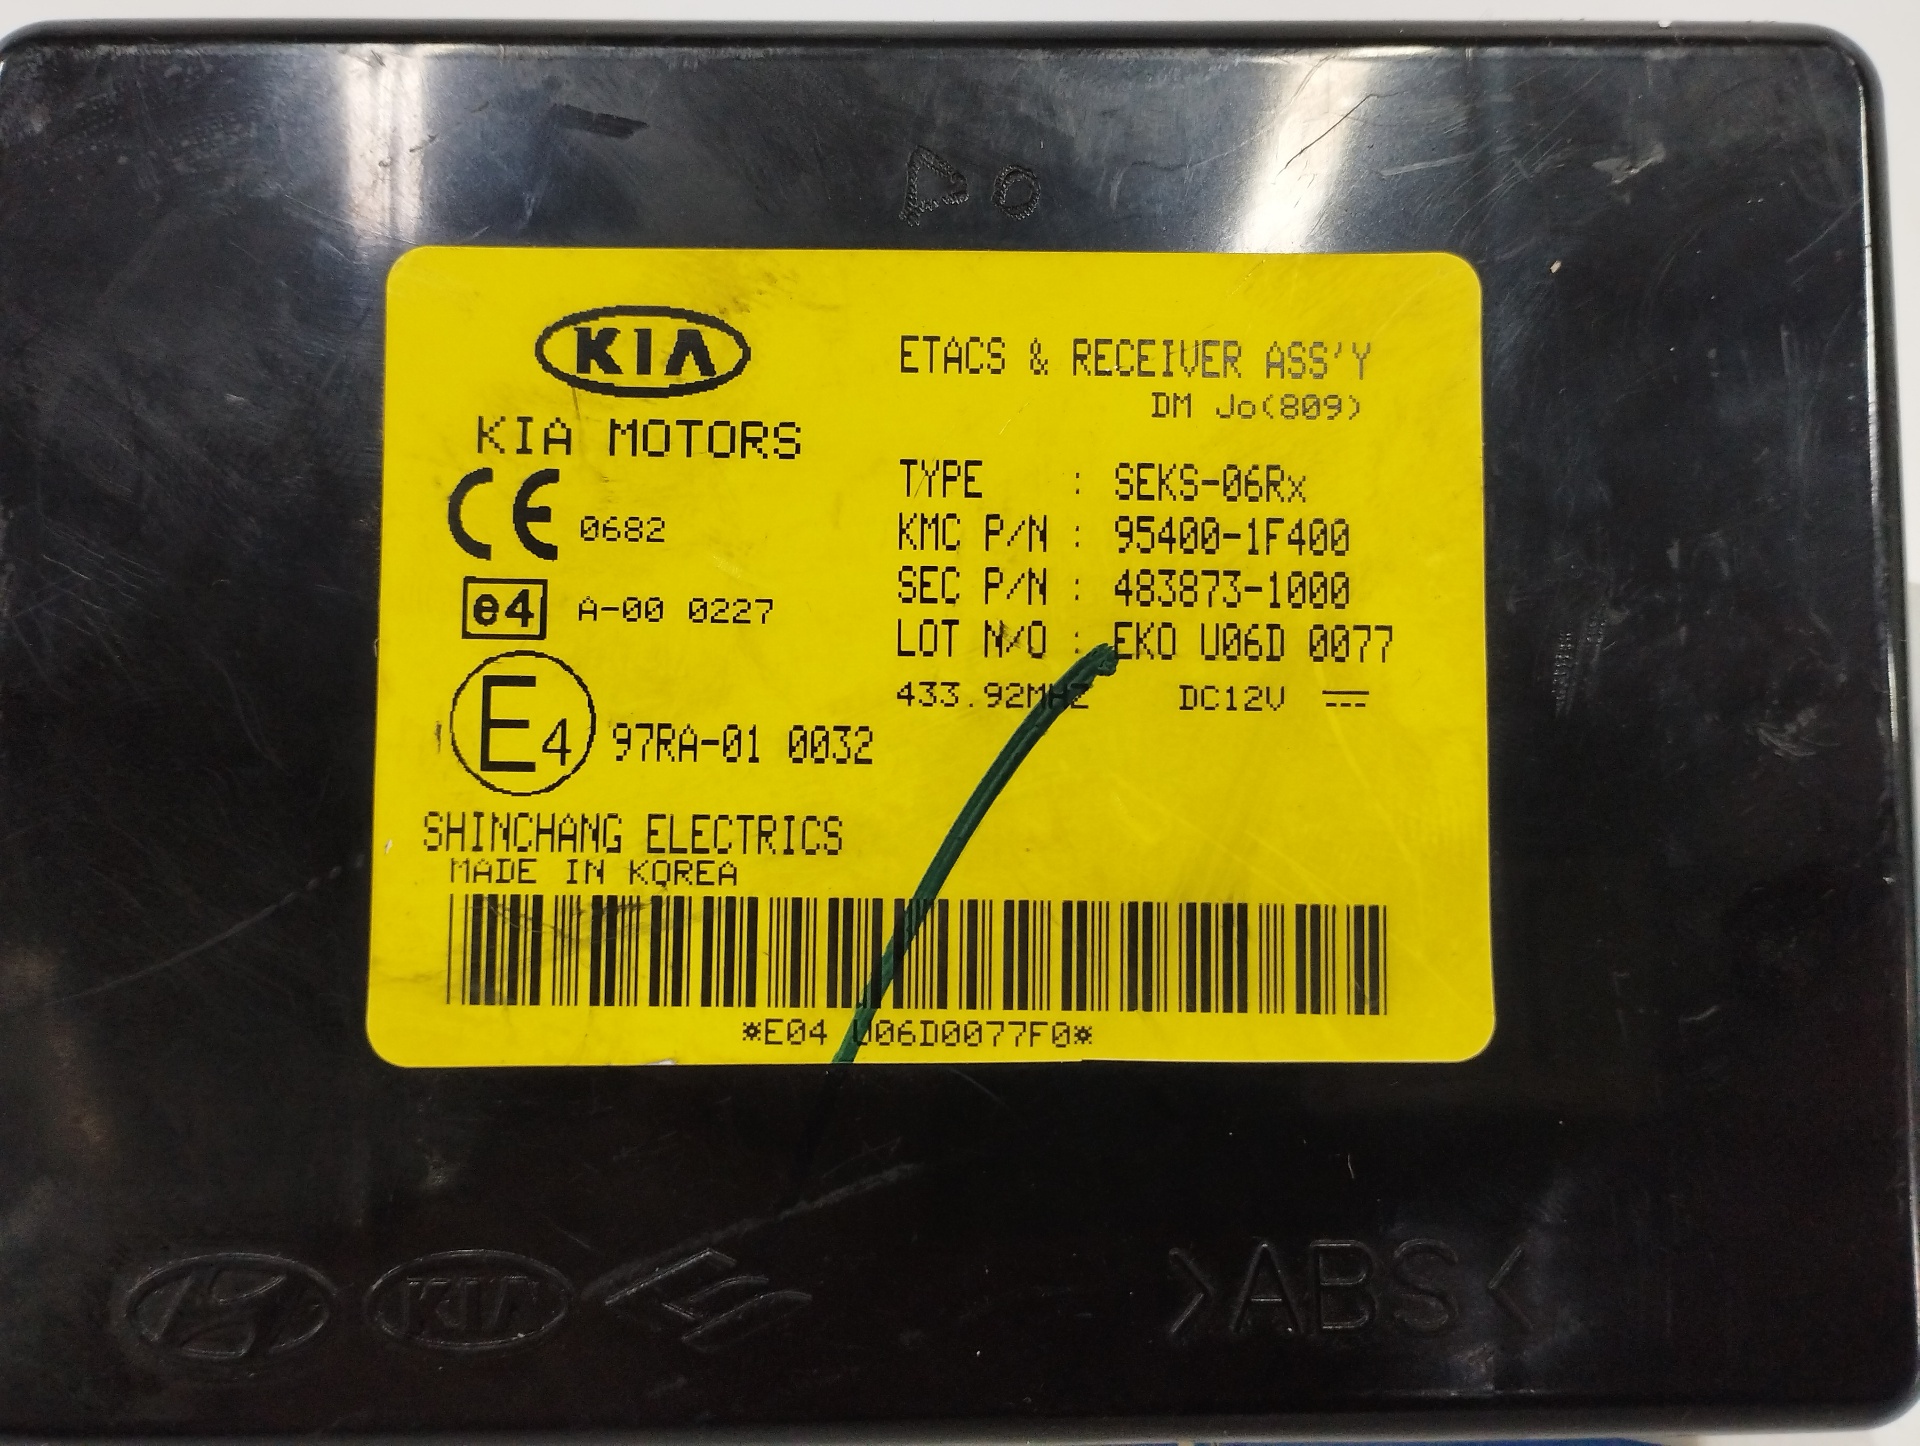 KIA
KIA MOTORS
CE 0682
e4 A-00 0227
E4 97RA-01 0032
SHINCHANG ELECTRICS
MADE IN KOREA
ETACS & RECEIVER ASS'Y
DM Jo(809)
TYPE : SEKS-06Rx
KMC P/N : 95400-1F400
SEC P/N : 483873-1000
LOT N/O : EKO U06D 0077
433.92MHZ DC12V
*E04 U06D0077F0*
KIA
>ABS<